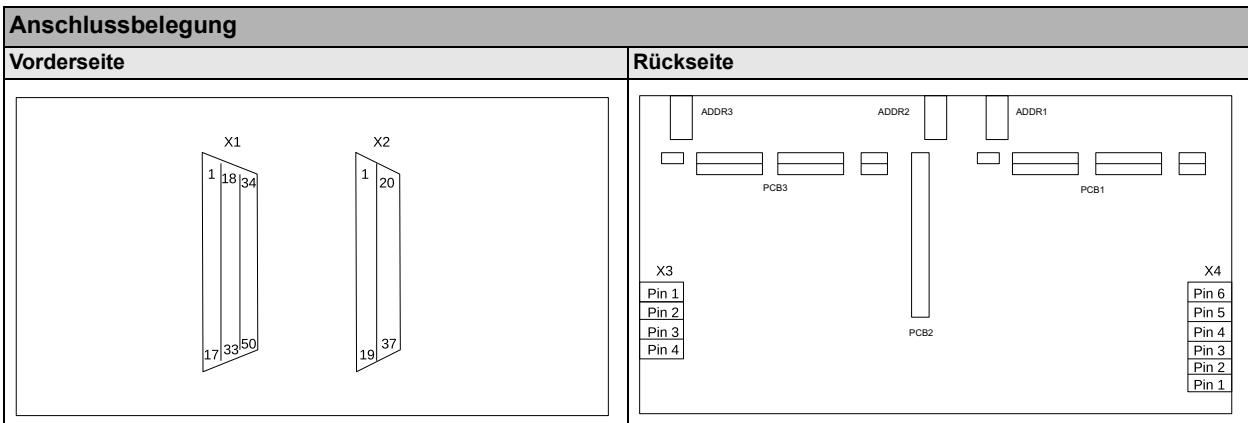 Anschlussbelegung
Vorderseite
Rückseite
X1
X2
1 18 34
1 20
17 33 50
19 37
ADDR3
ADDR2
ADDR1
PCB3
PCB1
X3
Pin 1
Pin 2
Pin 3
Pin 4
PCB2
X4
Pin 6
Pin 5
Pin 4
Pin 3
Pin 2
Pin 1